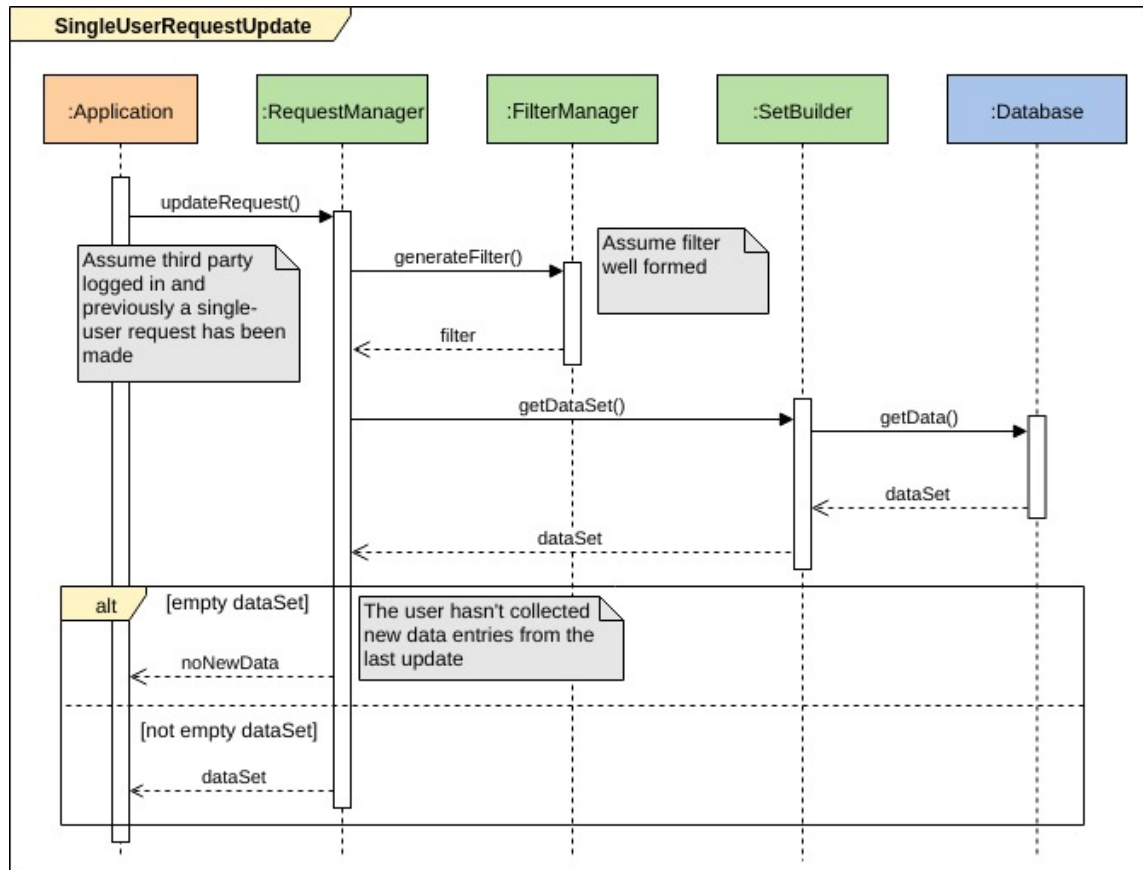 SingleUserRequestUpdate
:Application
:RequestManager
:FilterManager
:SetBuilder
:Database
updateRequest()
Assume third party
logged in and
previously a single-
user request has been
made
generateFilter()
Assume filter
well formed
filter
getDataSet()
getData()
dataSet
dataSet
alt
[empty dataSet]
The user hasn't collected
new data entries from the
last update
noNewData
[not empty dataSet]
dataSet